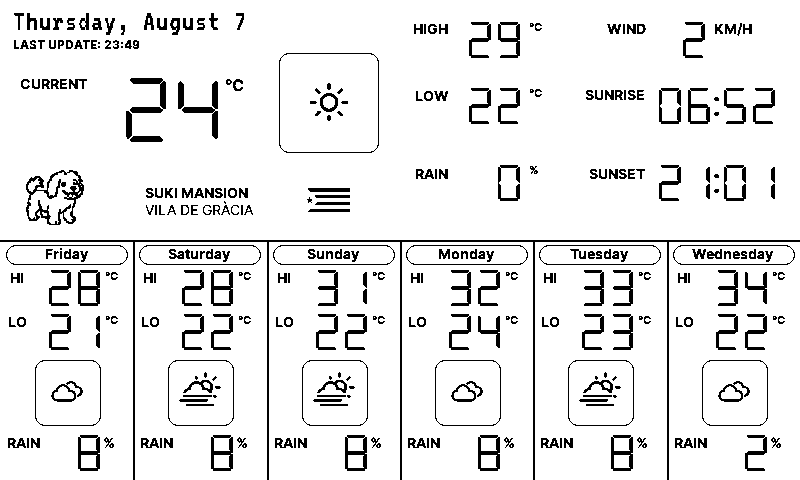 Thursday, August 7
LAST UPDATE: 23:49
CURRENT 24 °C
HIGH 29 °C
LOW 22 °C
RAIN 0 %
WIND 2 KM/H
SUNRISE 06:52
SUNSET 21:01
SUKI MANSION
VILA DE GRÀCIA
Friday
HI 28 °C
LO 21 °C
RAIN 8 %
Saturday
HI 28 °C
LO 22 °C
RAIN 8 %
Sunday
HI 31 °C
LO 22 °C
RAIN 8 %
Monday
HI 32 °C
LO 24 °C
RAIN 8 %
Tuesday
HI 33 °C
LO 23 °C
RAIN 8 %
Wednesday
HI 34 °C
LO 22 °C
RAIN 2 %